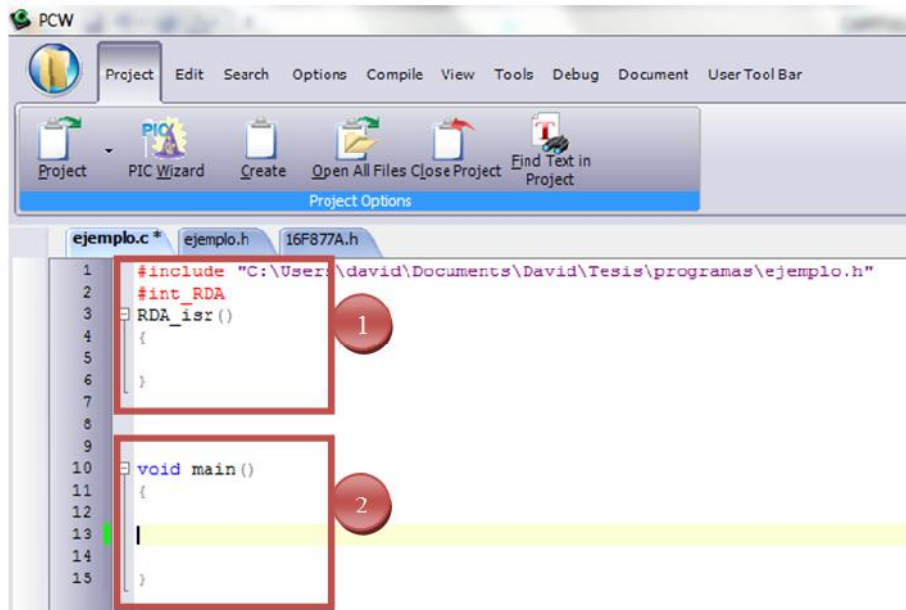 PCW
Project Edit Search Options Compile View Tools Debug Document User Tool Bar
PIC
Project PIC Wizard Create Open All Files Close Project Find Text in Project
Project Options
ejemplo.c * ejemplo.h 16F877A.h
1 #include "C:\Users\david\Documents\David\Tesis\programas\ejemplo.h"
2 #int_RDA
3 RDA_isr()
4 {
5
6 }
7
8
9
10 void main()
11 {
12
13
14
15 }
1
2